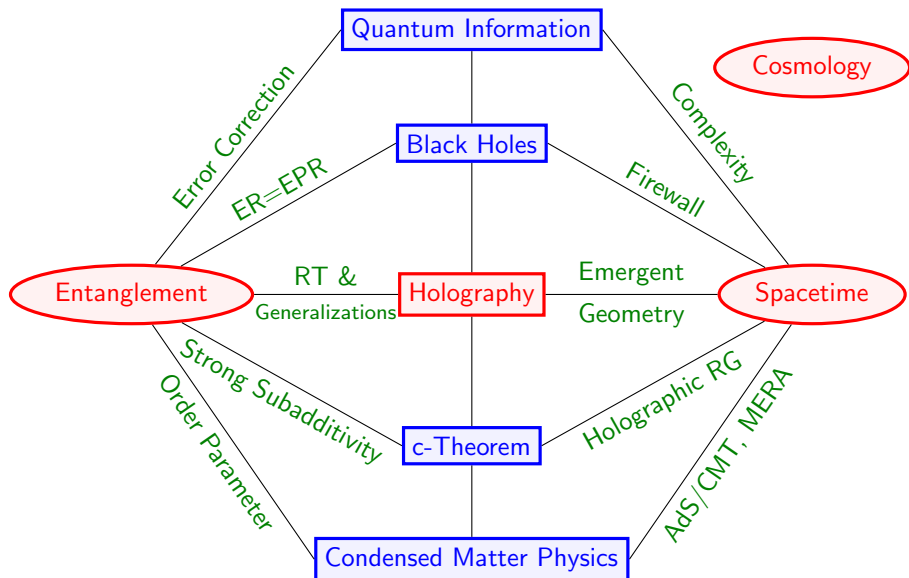 Quantum Information
Cosmology
Error Correction
Complexity
Black Holes
ER=EPR
Firewall
Entanglement
RT &
Generalizations
Holography
Emergent
Geometry
Spacetime
Strong Subadditivity
Holographic RG
Order Parameter
c-Theorem
AdS/CMT, MERA
Condensed Matter Physics